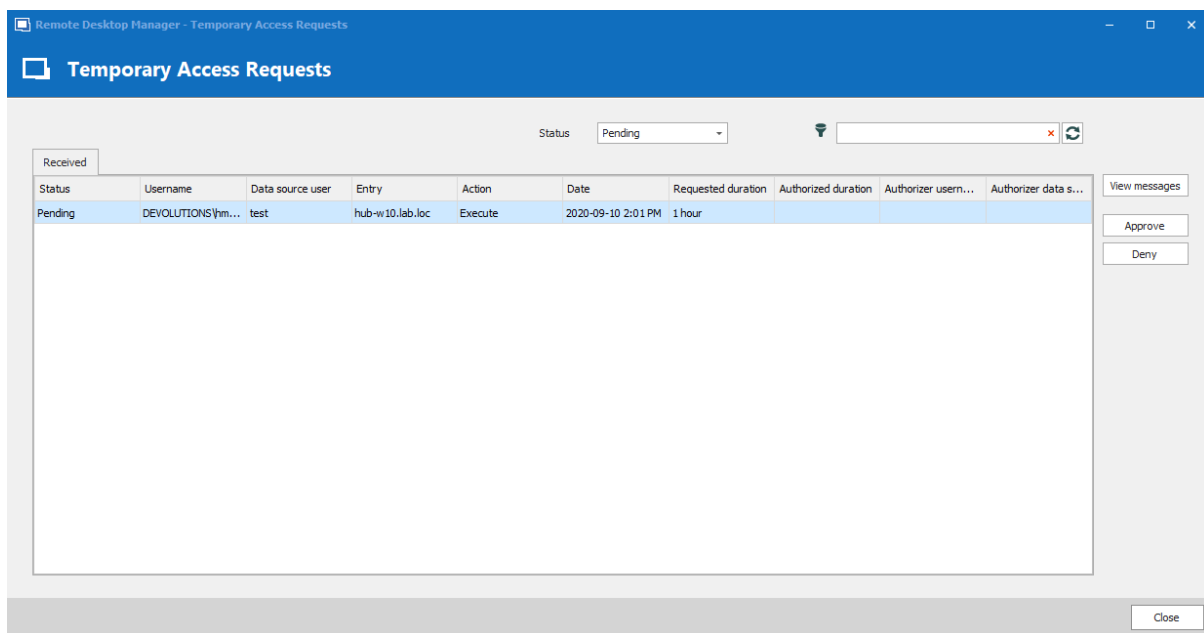 Remote Desktop Manager - Temporary Access Requests
Temporary Access Requests
Status Pending
Received
Status Username Data source user Entry Action Date Requested duration Authorized duration Authorizer usern... Authorizer data s...
Pending DEVOLUTIONS\hm... test hub-w10.lab.loc Execute 2020-09-10 2:01 PM 1 hour
View messages
Approve
Deny
Close